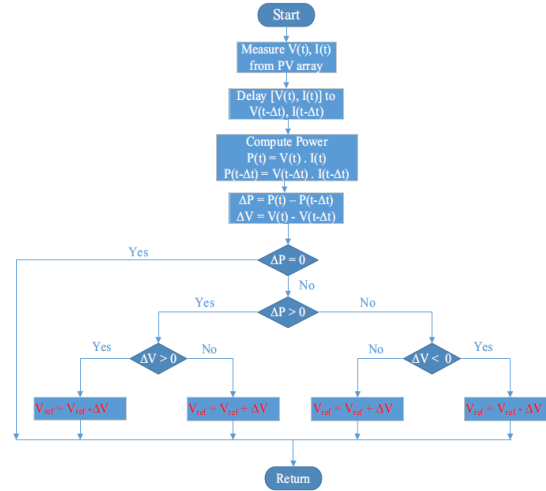 Start
Measure V(t), I(t)
from PV array
Delay [V(t), I(t)] to
V(t-Δt), I(t-Δt)
Compute Power
P(t) = V(t) . I(t)
P(t-Δt) = V(t-Δt) . I(t-Δt)
ΔP = P(t) – P(t-Δt)
ΔV = V(t) - V(t-Δt)
Yes
ΔP = 0
No
Yes
ΔP > 0
No
Yes
ΔV > 0
No
No
ΔV < 0
Yes
Vref = Vref - ΔV
Vref = Vref + ΔV
Vref = Vref + ΔV
Vref = Vref - ΔV
Return